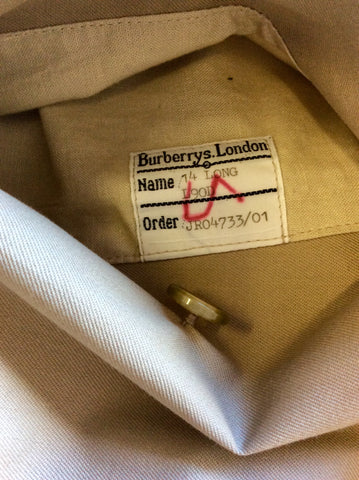 Burberrys.London
Name 14 LONG
Order JR04733/01